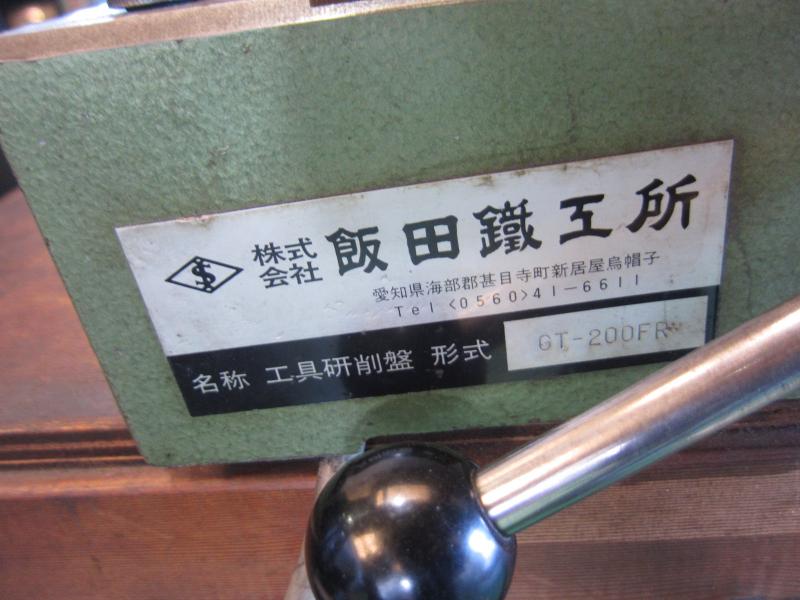 株式会社 飯田鐵工所
愛知県海部郡甚目寺町新居屋烏帽子
Tel <0560>41-6611
名称 工具研削盤 形式 GT-200FR